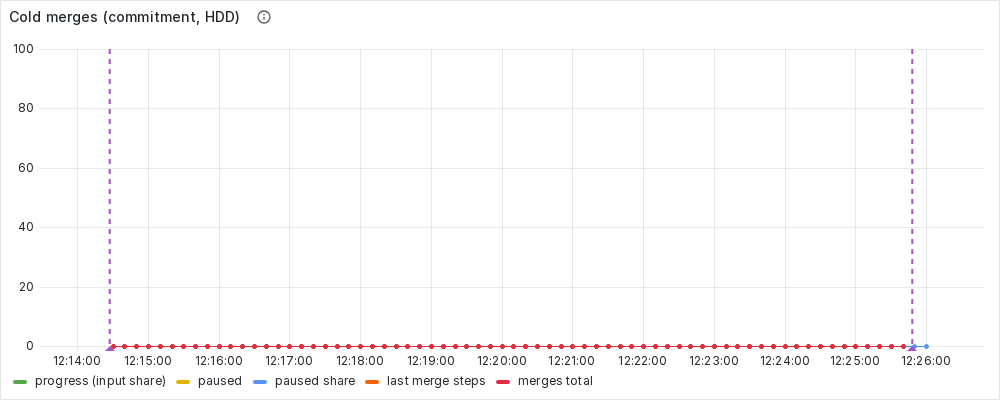 Cold merges (commitment, HDD)
100
80
60
40
20
0
12:14:00 12:15:00 12:16:00 12:17:00 12:18:00 12:19:00 12:20:00 12:21:00 12:22:00 12:23:00 12:24:00 12:25:00 12:26:00
progress (input share) paused paused share last merge steps merges total